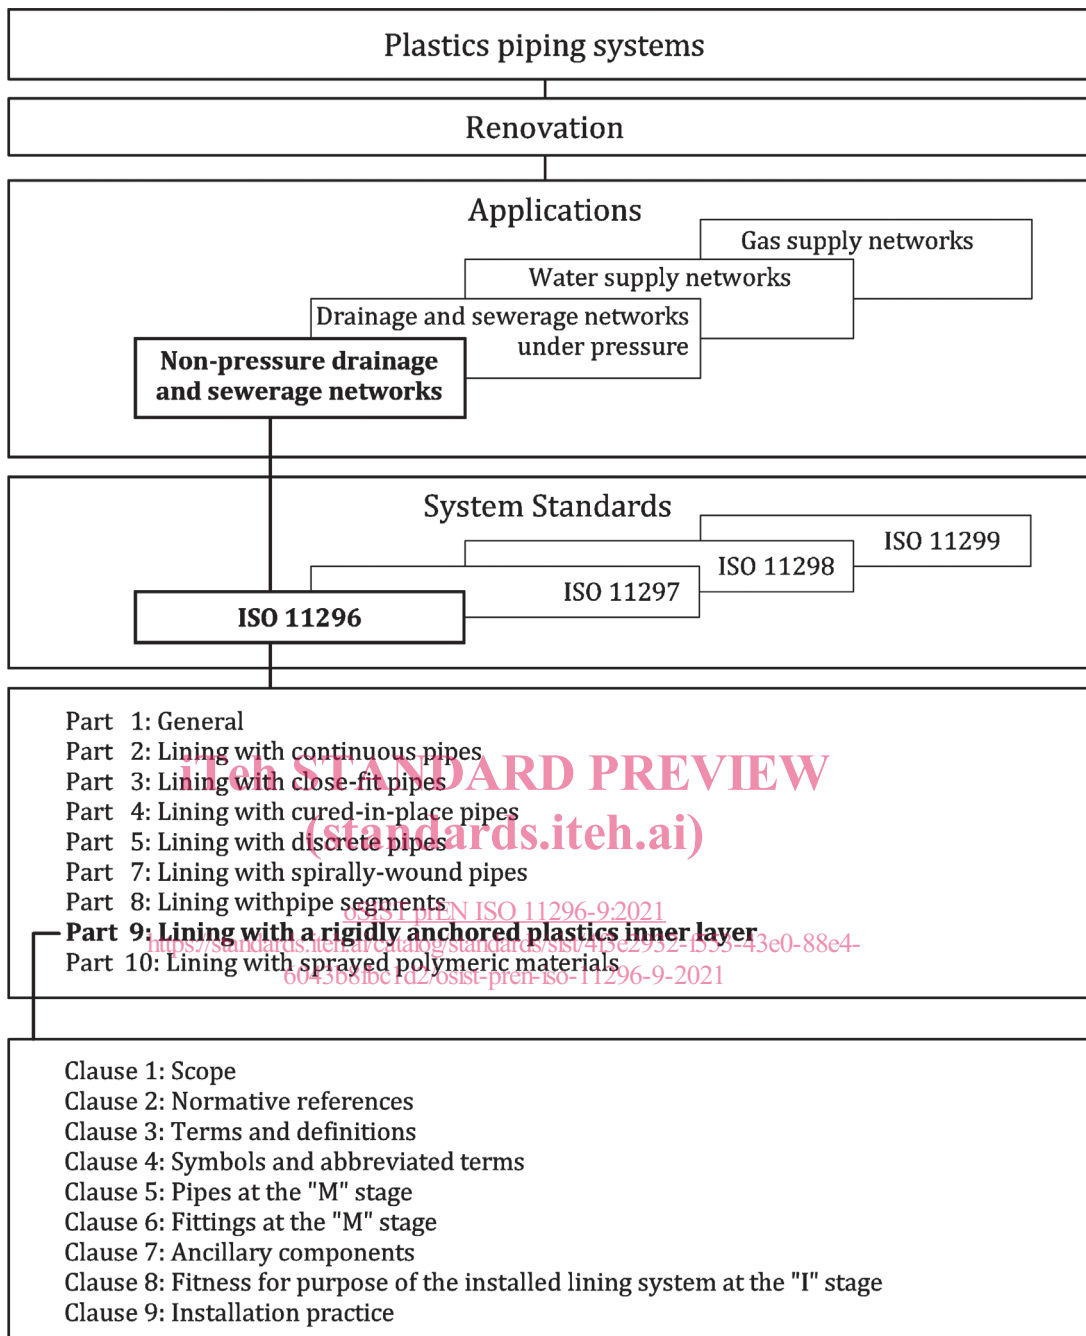 Plastics piping systems
Renovation
Applications
Gas supply networks
Water supply networks
Drainage and sewerage networks
under pressure
Non-pressure drainage
and sewerage networks
System Standards
ISO 11299
ISO 11298
ISO 11297
ISO 11296
Part 1: General
Part 2: Lining with continuous pipes
iTeh STANDARD PREVIEW
Part 3: Lining with close-fit pipes
Part 4: Lining with cured-in-place pipes
(standards.iteh.ai)
Part 5: Lining with discrete pipes
Part 7: Lining with spirally-wound pipes
Part 8: Lining withpipe segments
oSIST prEN ISO 11296-9:2021
Part 9: Lining with a rigidly anchored plastics inner layer
Part 10: Lining with sprayed polymeric materials
6043b8fbc1d2/osist-pren-iso-11296-9-2021
Clause 1: Scope
Clause 2: Normative references
Clause 3: Terms and definitions
Clause 4: Symbols and abbreviated terms
Clause 5: Pipes at the "M" stage
Clause 6: Fittings at the "M" stage
Clause 7: Ancillary components
Clause 8: Fitness for purpose of the installed lining system at the "I" stage
Clause 9: Installation practice